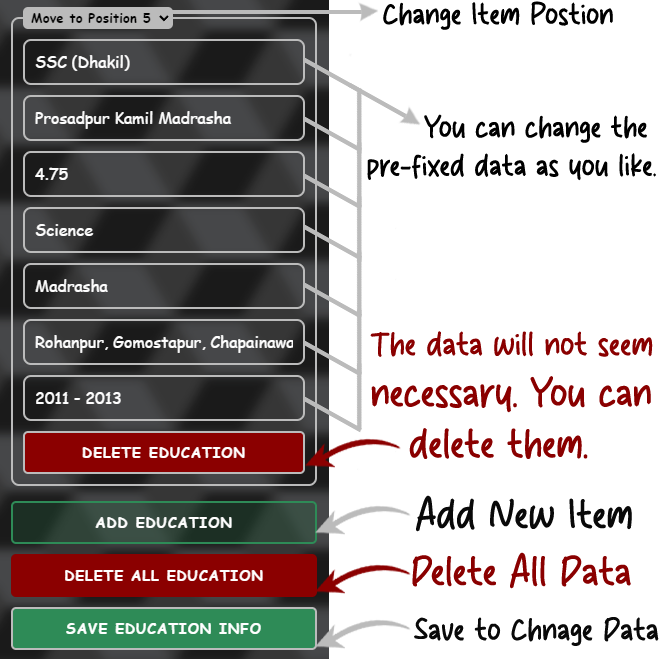 Move to Position 5
Change Item Postion
SSC (Dhakil)
Prosadpur Kamil Madrasha
You can change the
pre-fixed data as you like.
4.75
Science
Madrasha
Rohanpur, Gomostapur, Chapainawa
2011 - 2013
The data will not seem
necessary. You can
delete them.
DELETE EDUCATION
ADD EDUCATION
Add New Item
DELETE ALL EDUCATION
Delete All Data
SAVE EDUCATION INFO
Save to Chnage Data